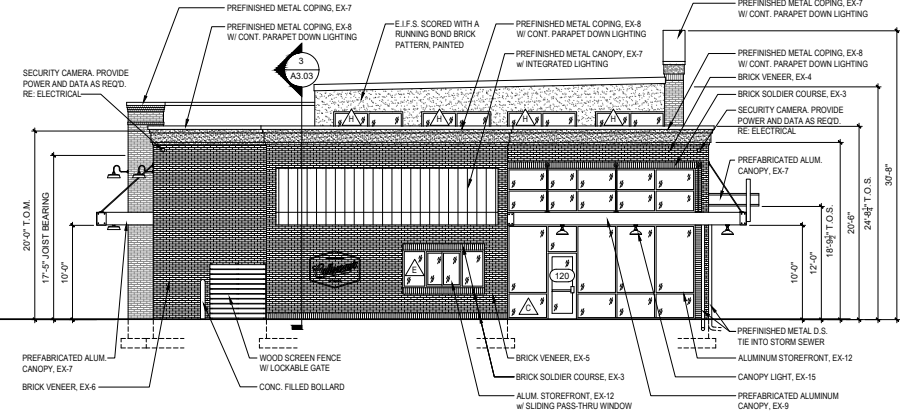 PREFINISHED METAL COPING, EX-7
PREFINISHED METAL COPING, EX-8
W/ CONT. PARAPET DOWN LIGHTING
3
A3.03
E.I.F.S. SCORED WITH A
RUNNING BOND BRICK
PATTERN, PAINTED
PREFINISHED METAL COPING, EX-8
W/ CONT. PARAPET DOWN LIGHTING
PREFINISHED METAL CANOPY, EX-7
W/ INTEGRATED LIGHTING
PREFINISHED METAL COPING, EX-7
W/ CONT. PARAPET DOWN LIGHTING
PREFINISHED METAL COPING, EX-8
W/ CONT. PARAPET DOWN LIGHTING
BRICK VENEER, EX-4
BRICK SOLDIER COURSE, EX-3
SECURITY CAMERA. PROVIDE
POWER AND DATA AS REQ'D.
RE: ELECTRICAL
PREFABRICATED ALUM.
CANOPY, EX-7
SECURITY CAMERA. PROVIDE
POWER AND DATA AS REQ'D.
RE: ELECTRICAL
H
H
H
H
20'-0" T.O.M.
17'-5" JOIST BEARING
10'-0"
E
120
C
10'-0"
12'-0"
18'-9½" T.O.S.
20'-6"
24'-8¾" T.O.S.
30'-8"
PREFABRICATED ALUM.
CANOPY, EX-7
BRICK VENEER, EX-6
WOOD SCREEN FENCE
W/ LOCKABLE GATE
CONC. FILLED BOLLARD
BRICK VENEER, EX-5
BRICK SOLDIER COURSE, EX-3
ALUM. STOREFRONT, EX-12
w/ SLIDING PASS-THRU WINDOW
PREFINISHED METAL D.S.
TIE INTO STORM SEWER
ALUMINUM STOREFRONT, EX-12
CANOPY LIGHT, EX-15
PREFABRICATED ALUMINUM
CANOPY, EX-9